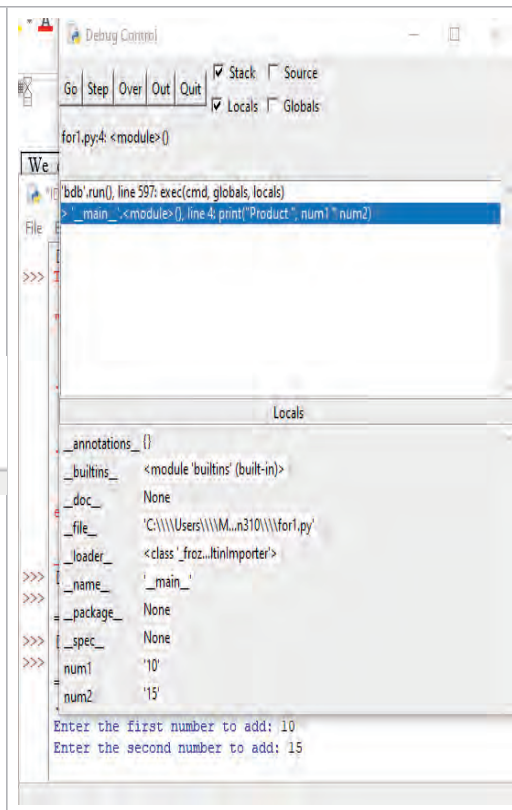 Debug Control
Go Step Over Out Quit Stack Source
Locals Globals
for1.py:4: <module>()
We
'bdb'.run(), line 597: exec(cmd, globals, locals)
> '__main__'.<module>(), line 4: print("Product ", num1 * num2)
File
>>>
Locals
__annotations__ {}
__builtins__ <module 'builtins' (built-in)>
__doc__ None
__file__ 'C:\\\\Users\\\\M...n310\\\\for1.py'
__loader__ <class '_froz...ltinImporter'>
>>> __name__ '__main__'
>>> __package__ None
>>> __spec__ None
>>> num1 '10'
num2 '15'
Enter the first number to add: 10
Enter the second number to add: 15